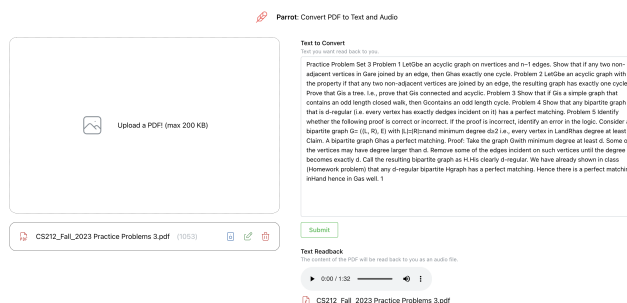 Parrot: Convert PDF to Text and Audio
Upload a PDF! (max 200 KB)
CS212_Fall_2023 Practice Problems 3.pdf (1053)
Text to Convert
Text you want read back to you.
Practice Problem Set 3 Problem 1 LetGbe an acyclic graph on nvertices and n−1 edges. Show that if any two non-
adjacent vertices in Gare joined by an edge, then Ghas exactly one cycle. Problem 2 LetGbe an acyclic graph with
the property if that any two non-adjacent vertices are joined by an edge, the resulting graph has exactly one cycle
Prove that Gis a tree. I.e., prove that Gis connected and acyclic. Problem 3 Show that if Gis a simple graph that
contains an odd length closed walk, then Gcontains an odd length cycle. Problem 4 Show that any bipartite graph
that is d-regular (i.e. every vertex has exactly dedges incident on it) has a perfect matching. Problem 5 Identify
whether the following proof is correct or incorrect. If the proof is incorrect, identify an error in the logic. Consider a
bipartite graph G= ((L, R), E) with |L|=|R|=nand minimum degree d≥2 i.e., every vertex in LandRhas degree at least
Claim. A bipartite graph Ghas a perfect matching. Proof: Take the graph Gwith minimum degree at least d. Some o
the vertices may have degree larger than d. Remove some of the edges incident on such vertices until the degree
becomes exactly d. Call the resulting bipartite graph as H.His clearly d-regular. We have already shown in class
(Homework problem) that any d-regular bipartite Hgraph has a perfect matching. Hence there is a perfect matchin
inHand hence in Gas well. 1
Submit
Text Readback
The content of the PDF will be read back to you as an audio file.
0:00 / 1:32
CS212_Fall_2023 Practice Problems 3.pdf